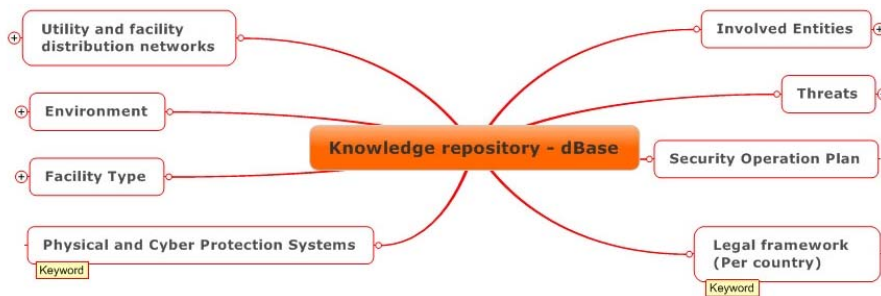 Utility and facility
distribution networks
Environment
Facility Type
Physical and Cyber Protection Systems
Keyword
Knowledge repository - dBase
Involved Entities
Threats
Security Operation Plan
Legal framework
(Per country)
Keyword